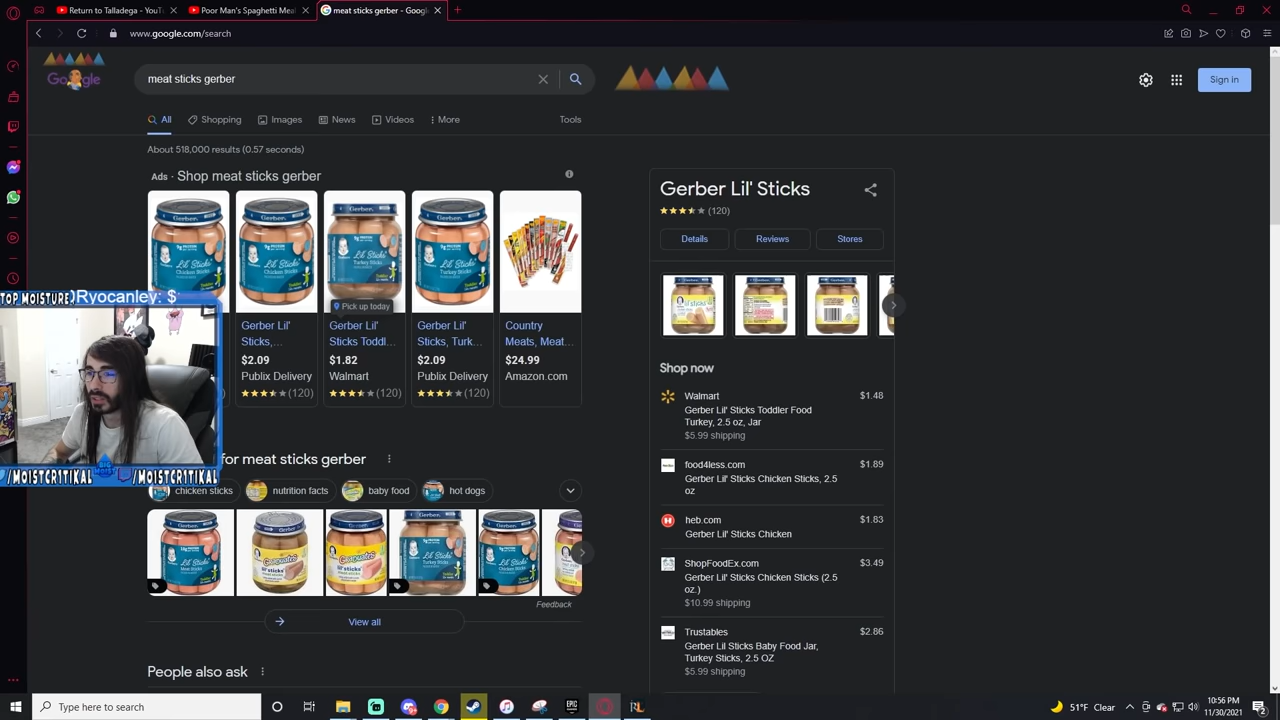 Return to Talladega - YouTu
Poor Man's Spaghetti Mea
meat sticks gerber - Google
www.google.com/search
Google
meat sticks gerber
Sign in
All
Shopping
Images
News
Videos
More
Tools
About 518,000 results (0.57 seconds)
Ads · Shop meat sticks gerber
Pick up today
Gerber Lil' Sticks,...
$2.09
Publix Delivery
(120)
Gerber Lil' Sticks Toddl...
$1.82
Walmart
(120)
Gerber Lil' Sticks, Turk...
$2.09
Publix Delivery
(120)
Country Meats, Meat...
$24.99
Amazon.com
TOP MOISTURE:
Ryocanley: $
/MOISTCR1TIKAL
BIG MOIST
/MOISTCR1TIKAL
for meat sticks gerber
chicken sticks
nutrition facts
baby food
hot dogs
Feedback
View all
People also ask
Gerber Lil' Sticks
(120)
Details
Reviews
Stores
Shop now
Walmart
$1.48
Gerber Lil' Sticks Toddler Food
Turkey, 2.5 oz, Jar
$5.99 shipping
food4less.com
$1.89
Gerber Lil' Sticks Chicken Sticks, 2.5
oz
heb.com
$1.83
Gerber Lil' Sticks Chicken
ShopFoodEx.com
$3.49
Gerber Lil' Sticks Chicken Sticks (2.5
oz.)
$10.99 shipping
Trustables
$2.86
Gerber Lil Sticks Baby Food Jar,
Turkey Sticks, 2.5 OZ
$5.99 shipping
Type here to search
51°F Clear
10:56 PM
11/30/2021